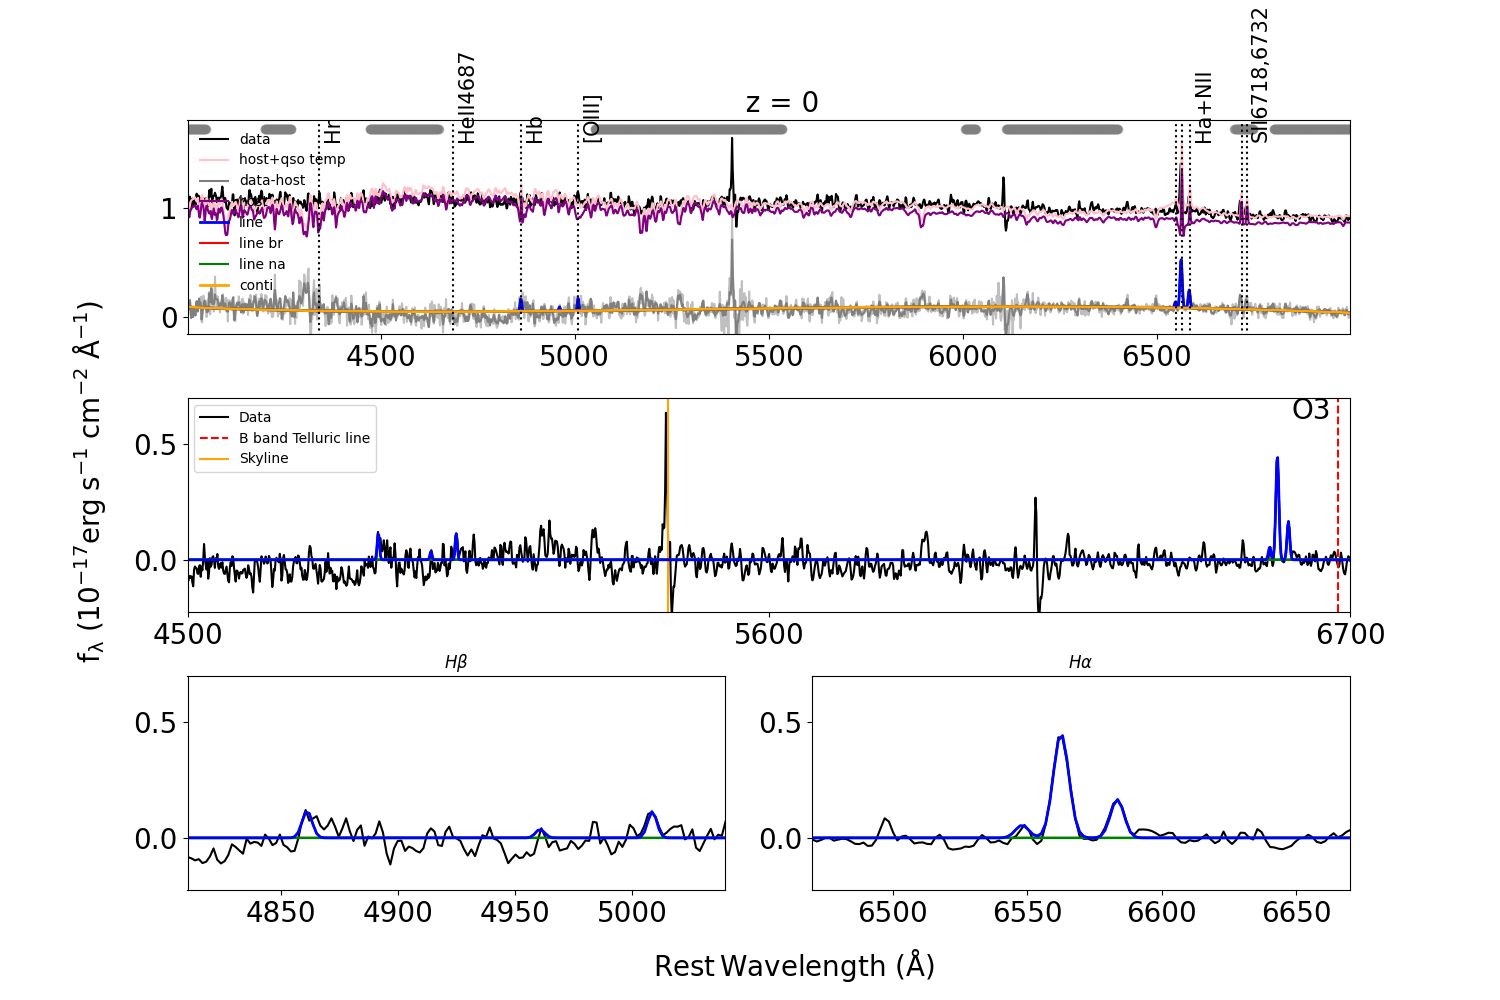 z = 0
Hr
HeII4687
Hb
[OIII]
Ha+NII
SII6718,6732
data
host+qso temp
data-host
line
line br
line na
conti
1
0
4500 5000 5500 6000 6500
fλ (10⁻¹⁷erg s⁻¹ cm⁻² Å⁻¹)
Data
B band Telluric line
Skyline
O3
0.5
0.0
4500 5600 6700
Hβ
0.5
0.0
4850 4900 4950 5000
Hα
0.5
0.0
6500 6550 6600 6650
Rest Wavelength (Å)